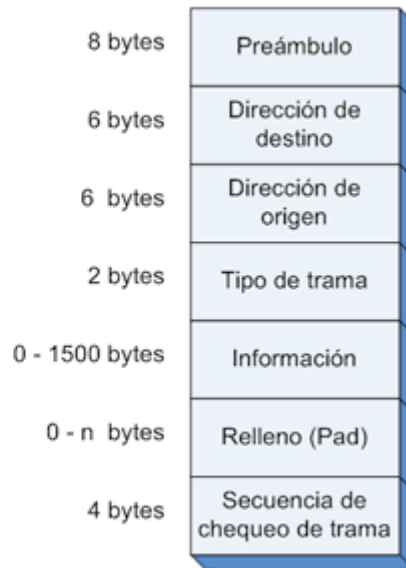 8 bytes Preámbulo
6 bytes Dirección de
destino
6 bytes Dirección de
origen
2 bytes Tipo de trama
0 - 1500 bytes Información
0 - n bytes Relleno (Pad)
4 bytes Secuencia de
chequeo de trama